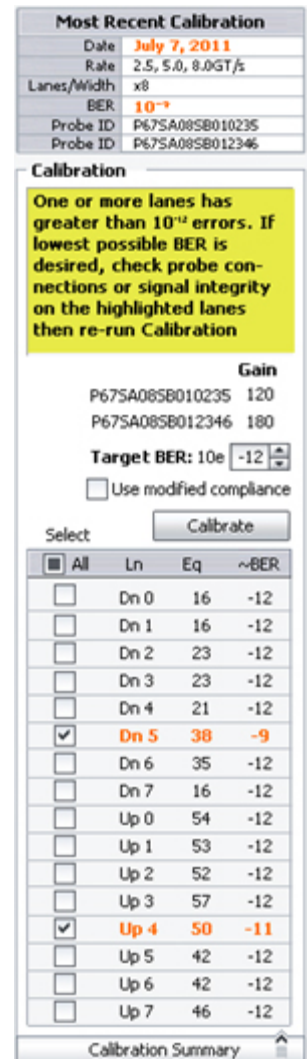 Most Recent Calibration
Date July 7, 2011
Rate 2.5, 5.0, 8.0GT/s
Lanes/Width x8
BER 10⁻⁹
Probe ID P67SA08SB010235
Probe ID P67SA08SB012346
Calibration
One or more lanes has
greater than 10⁻¹² errors. If
lowest possible BER is
desired, check probe con-
nections or signal integrity
on the highlighted lanes
then re-run Calibration
Gain
P67SA08SB010235 120
P67SA08SB012346 180
Target BER: 10e -12
Use modified compliance
Select Calibrate
All Ln Eq ~BER
Dn 0 16 -12
Dn 1 16 -12
Dn 2 23 -12
Dn 3 23 -12
Dn 4 21 -12
Dn 5 38 -9
Dn 6 35 -12
Dn 7 16 -12
Up 0 54 -12
Up 1 53 -12
Up 2 52 -12
Up 3 57 -12
Up 4 50 -11
Up 5 42 -12
Up 6 42 -12
Up 7 46 -12
Calibration Summary